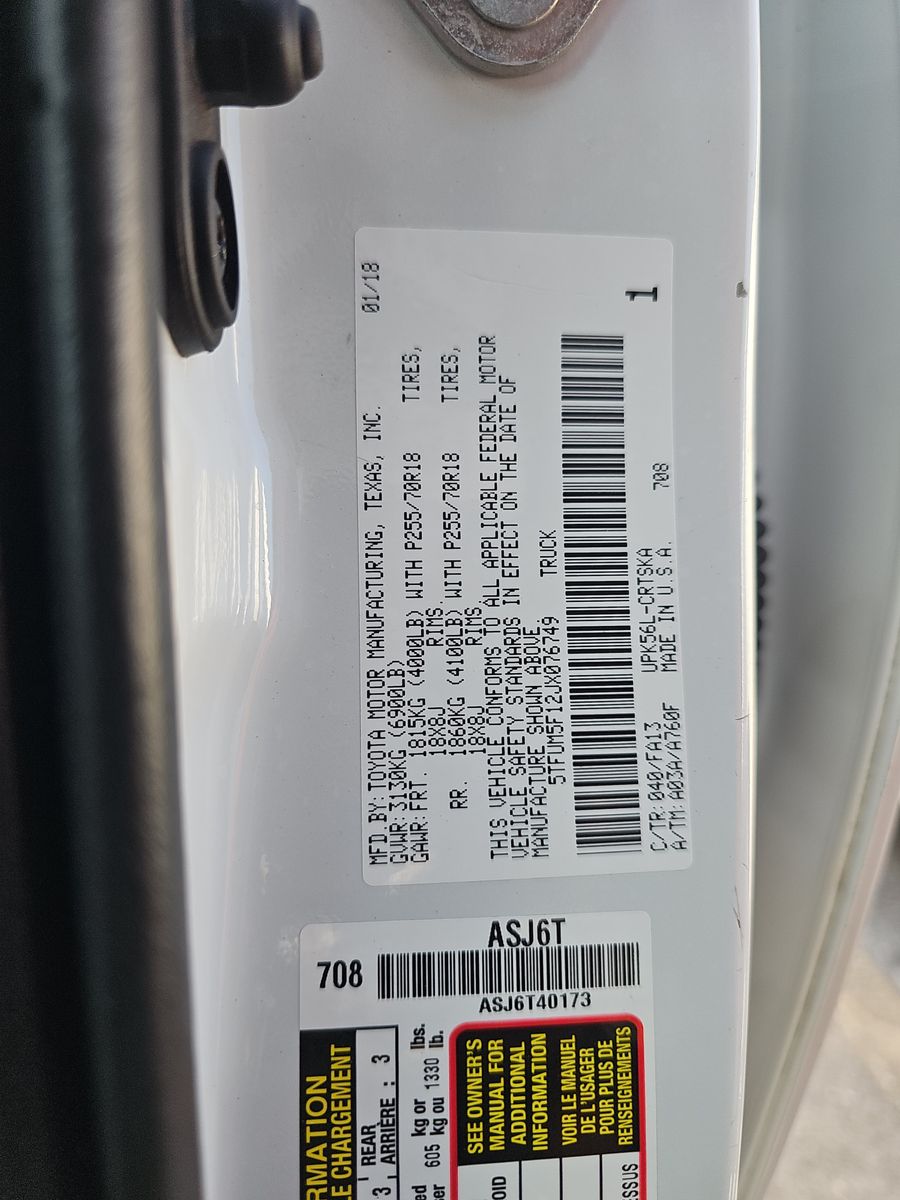 MFD BY: TOYOTA MOTOR MANUFACTURING, TEXAS, INC. 01/18
GVWR: 3130KG (6900LB)
GAWR: FRT. 1815KG (4000LB) WITH P255/70R18 TIRES,
18X8J RIMS
RR. 1860KG (4100LB) WITH P255/70R18 TIRES,
18X8J RIMS
THIS VEHICLE CONFORMS TO ALL APPLICABLE FEDERAL MOTOR
VEHICLE SAFETY STANDARDS IN EFFECT ON THE DATE OF
MANUFACTURE SHOWN ABOVE
5TFUM5F12JX076749 TRUCK
1
C/TR: 040/FA13 UPK56L-CRTSKA 708
A/TM: A03A/A760F MADE IN U.S.A.
ASJ6T
708
ASJ6T40173
RMATION
LE CHARGEMENT
3 REAR
ARRIÈRE : 3
605 kg or lbs.
kg ou 1330 lb.
SEE OWNER'S
MANUAL FOR
ADDITIONAL
INFORMATION
VOIR LE MANUEL
DE L'USAGER
POUR PLUS DE
RENSEIGNEMENTS